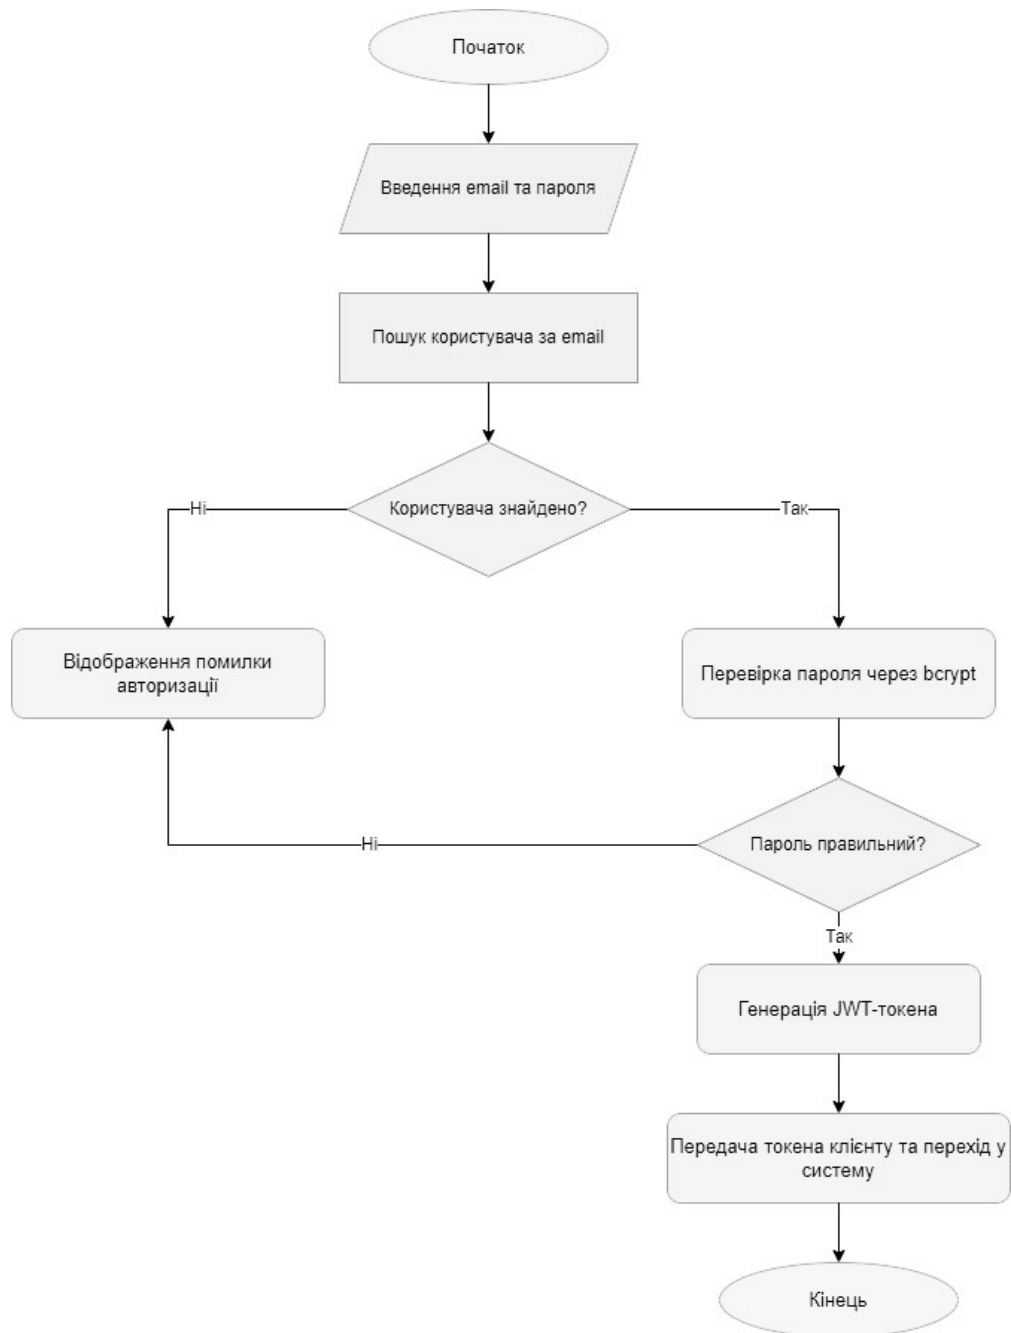 Початок
Введення email та пароля
Пошук користувача за email
Користувача знайдено?
Ні
Так
Відображення помилки
авторизації
Перевірка пароля через bcrypt
Пароль правильний?
Ні
Так
Генерація JWT-токена
Передача токена клієнту та перехід у
систему
Кінець